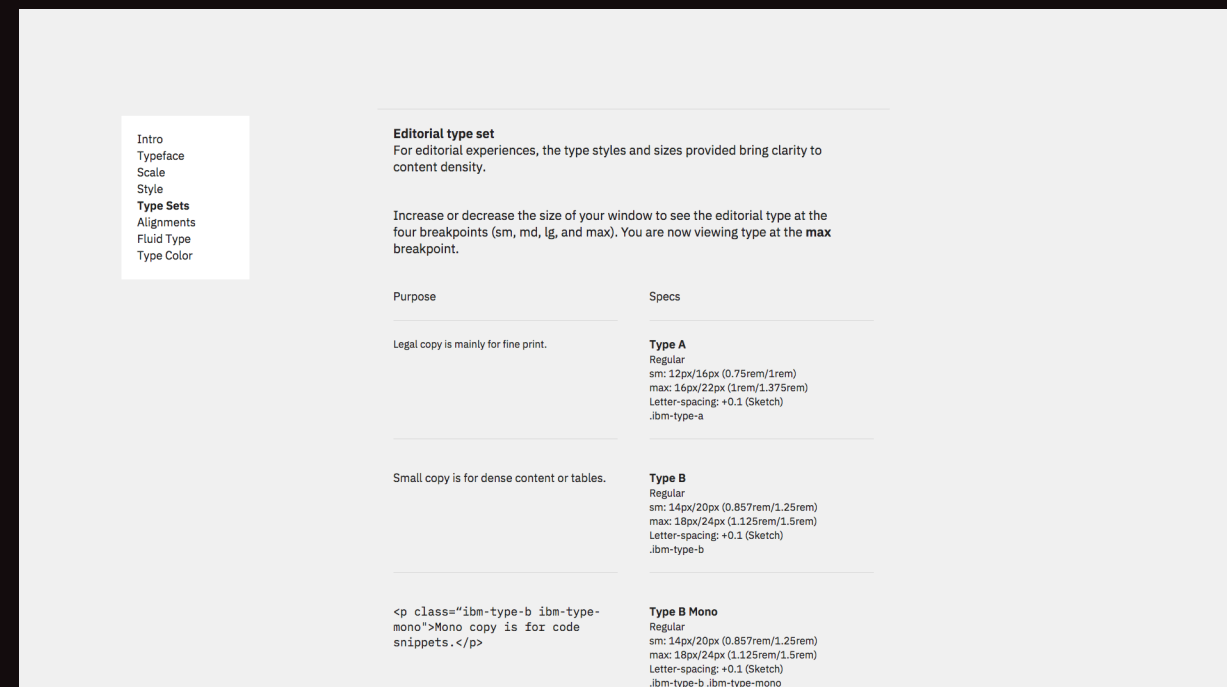 Intro
Typeface
Scale
Style
Type Sets
Alignments
Fluid Type
Type Color
Editorial type set
For editorial experiences, the type styles and sizes provided bring clarity to
content density.
Increase or decrease the size of your window to see the editorial type at the
four breakpoints (sm, md, lg, and max). You are now viewing type at the max
breakpoint.
Purpose
Specs
Legal copy is mainly for fine print.
Type A
Regular
sm: 12px/16px (0.75rem/1rem)
max: 16px/22px (1rem/1.375rem)
Letter-spacing: +0.1 (Sketch)
.ibm-type-a
Small copy is for dense content or tables.
Type B
Regular
sm: 14px/20px (0.857rem/1.25rem)
max: 18px/24px (1.125rem/1.5rem)
Letter-spacing: +0.1 (Sketch)
.ibm-type-b
<p class=“ibm-type-b ibm-type-
mono">Mono copy is for code
snippets.</p>
Type B Mono
Regular
sm: 14px/20px (0.857rem/1.25rem)
max: 18px/24px (1.125rem/1.5rem)
Letter-spacing: +0.1 (Sketch)
.ibm-type-b .ibm-type-mono